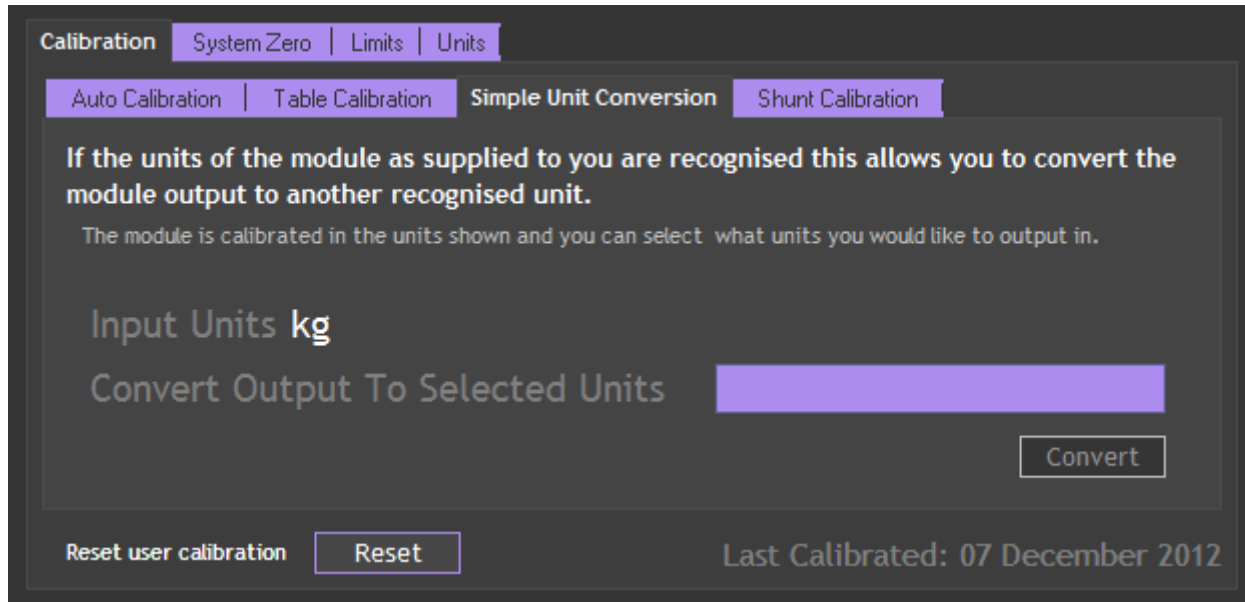 Calibration System Zero | Limits | Units
Auto Calibration | Table Calibration Simple Unit Conversion Shunt Calibration
If the units of the module as supplied to you are recognised this allows you to convert the
module output to another recognised unit.
The module is calibrated in the units shown and you can select what units you would like to output in.
Input Units kg
Convert Output To Selected Units
Convert
Reset user calibration Reset Last Calibrated: 07 December 2012